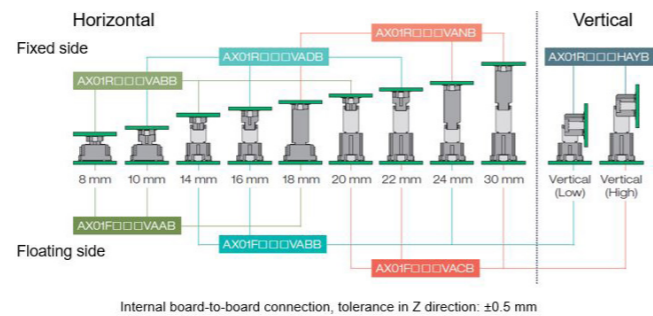 Horizontal
Vertical
Fixed side
AX01R□□□VANB
AX01R□□□VADB
AX01R□□□HAYB
AX01R□□□VABB
8 mm
10 mm
14 mm
16 mm
18 mm
20 mm
22 mm
24 mm
30 mm
Vertical
(Low)
Vertical
(High)
AX01F□□□VAAB
AX01F□□□VABB
Floating side
AX01F□□□VACB
Internal board-to-board connection, tolerance in Z direction: ±0.5 mm